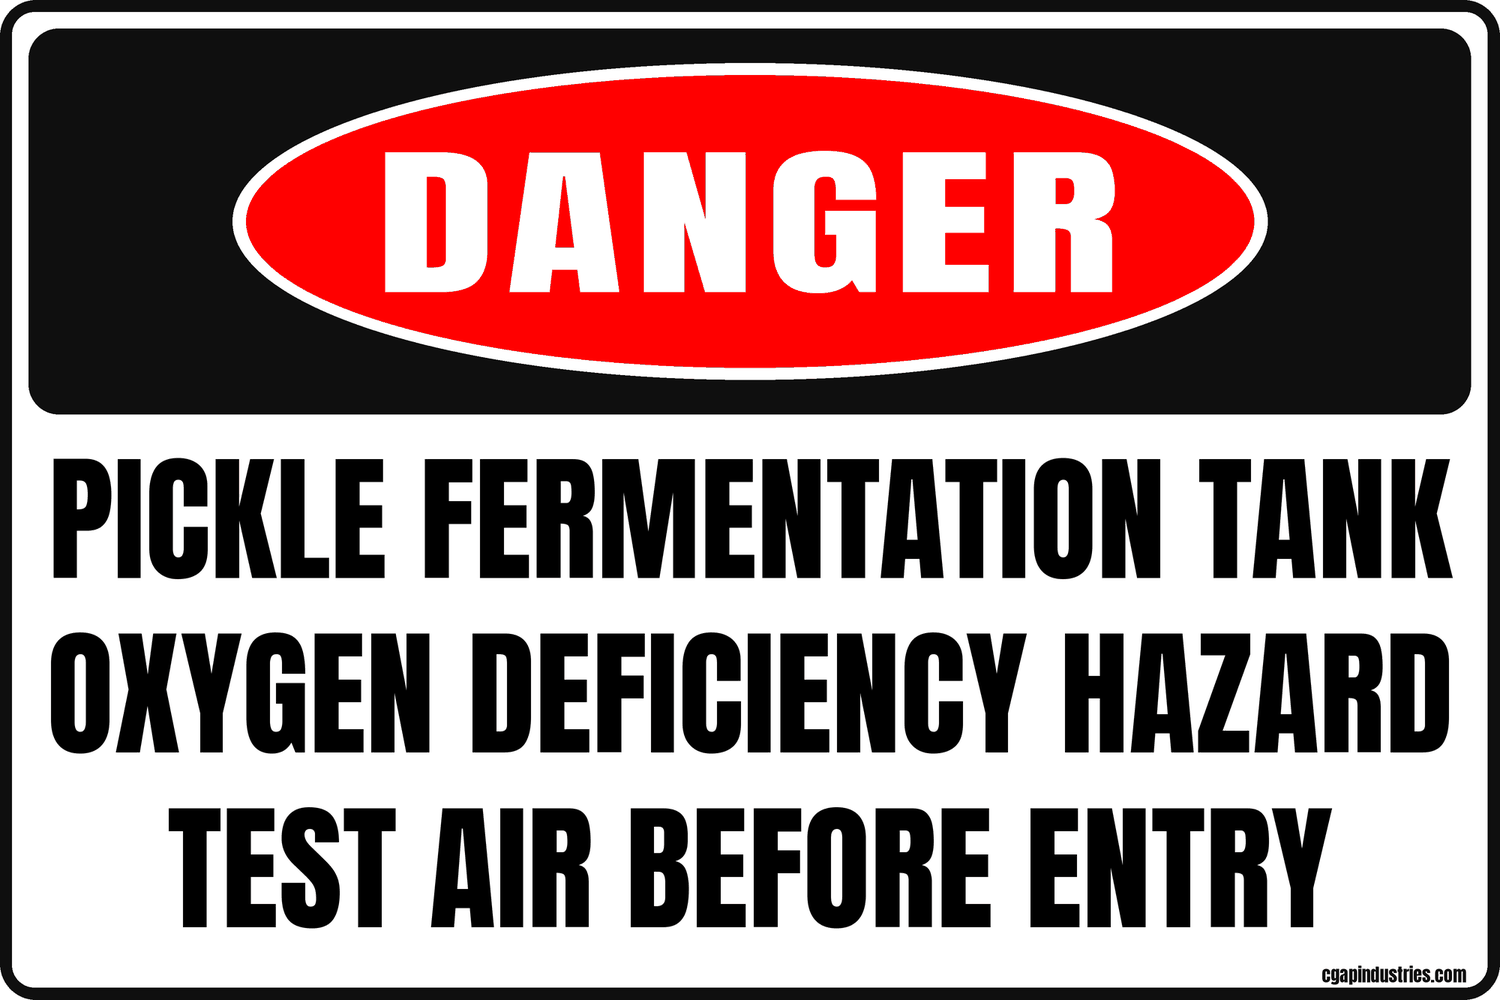 DANGER
PICKLE FERMENTATION TANK
OXYGEN DEFICIENCY HAZARD
TEST AIR BEFORE ENTRY
cgapindustries.com